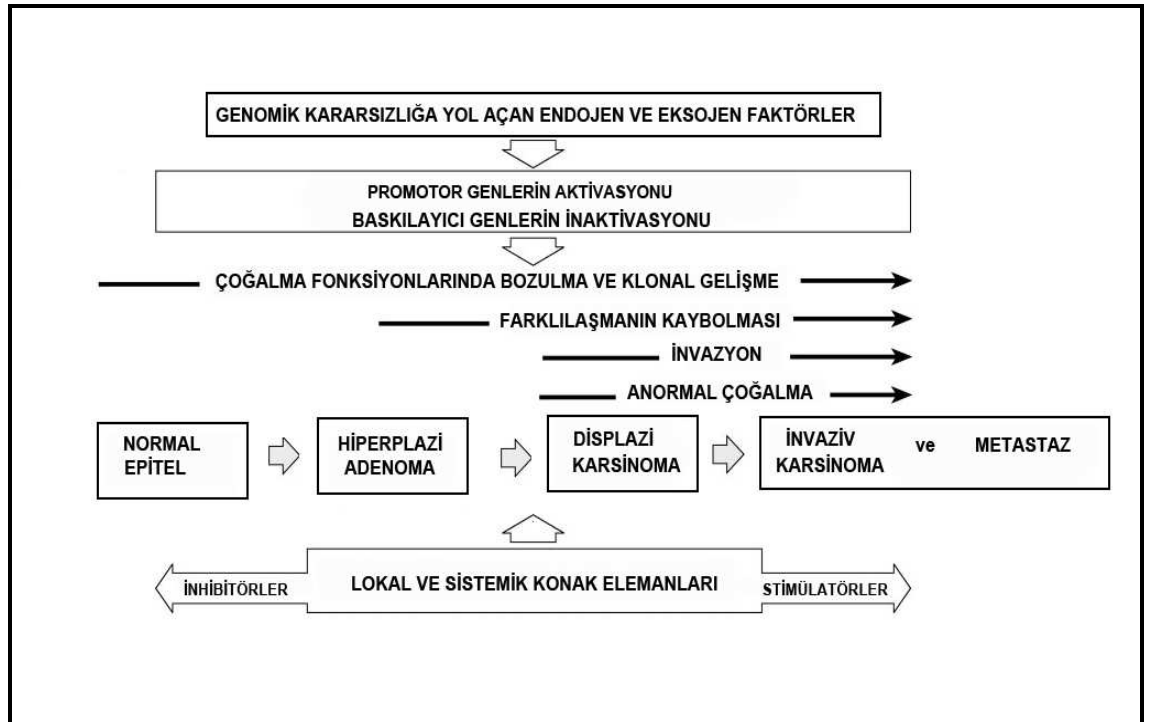 GENOMİK KARARSIZLIĞA YOL AÇAN ENDOJEN VE EKSOJEN FAKTÖRLER
PROMOTOR GENLERİN AKTİVASYONU
BASKILAYICI GENLERİN İNAKTİVASYONU
ÇOĞALMA FONKSİYONLARINDA BOZULMA VE KLONAL GELİŞME
FARKLILAŞMANIN KAYBOLMASI
İNVAZYON
ANORMAL ÇOĞALMA
NORMAL
EPİTEL
HİPERPLAZİ
ADENOMA
DİSPLAZİ
KARSİNOMA
İNVAZİV ve METASTAZ
KARSİNOMA
İNHİBİTÖRLER
LOKAL VE SİSTEMİK KONAK ELEMANLARI
STİMÜLATÖRLER